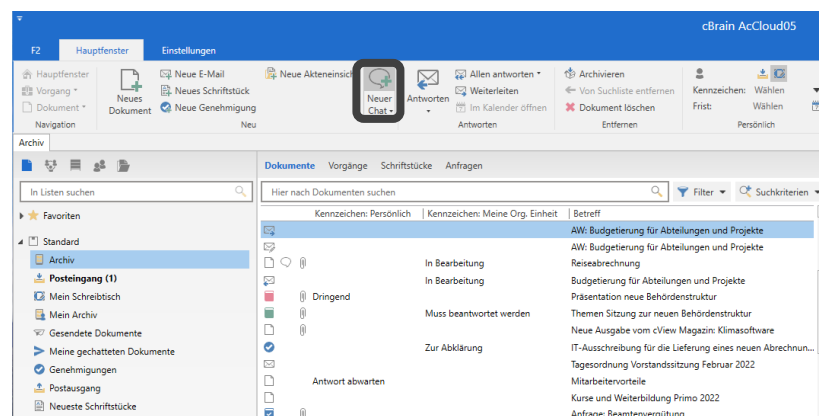 cBrain AcCloud05
F2 Hauptfenster Einstellungen
Hauptfenster Neue E-Mail Neue Akteneinsich Allen antworten Archivieren
Vorgang Neues Schriftstück Weiterleiten Von Suchliste entfernen Kennzeichen: Wählen
Dokument Neues Dokument Neue Genehmigung Neuer Chat Antworten Im Kalender öffnen Dokument löschen Frist: Wählen
Navigation Neu Antworten Entfernen Persönlich
Archiv
Dokumente Vorgänge Schriftstücke Anfragen
In Listen suchen Hier nach Dokumenten suchen Filter Suchkriterien
Favoriten Kennzeichen: Persönlich Kennzeichen: Meine Org. Einheit Betreff
AW: Budgetierung für Abteilungen und Projekte
Standard AW: Budgetierung für Abteilungen und Projekte
Archiv In Bearbeitung Reiseabrechnung
Posteingang (1) In Bearbeitung Budgetierung für Abteilungen und Projekte
Mein Schreibtisch Dringend Präsentation neue Behördenstruktur
Mein Archiv Muss beantwortet werden Themen Sitzung zur neuen Behördenstruktur
Gesendete Dokumente Neue Ausgabe vom cView Magazin: Klimasoftware
Meine gechatteten Dokumente Zur Abklärung IT-Ausschreibung für die Lieferung eines neuen Abrechnun...
Genehmigungen Tagesordnung Vorstandssitzung Februar 2022
Postausgang Antwort abwarten Mitarbeitervorteile
Neueste Schriftstücke Kurse und Weiterbildung Primo 2022
Anfrage: Beamtenvergütung